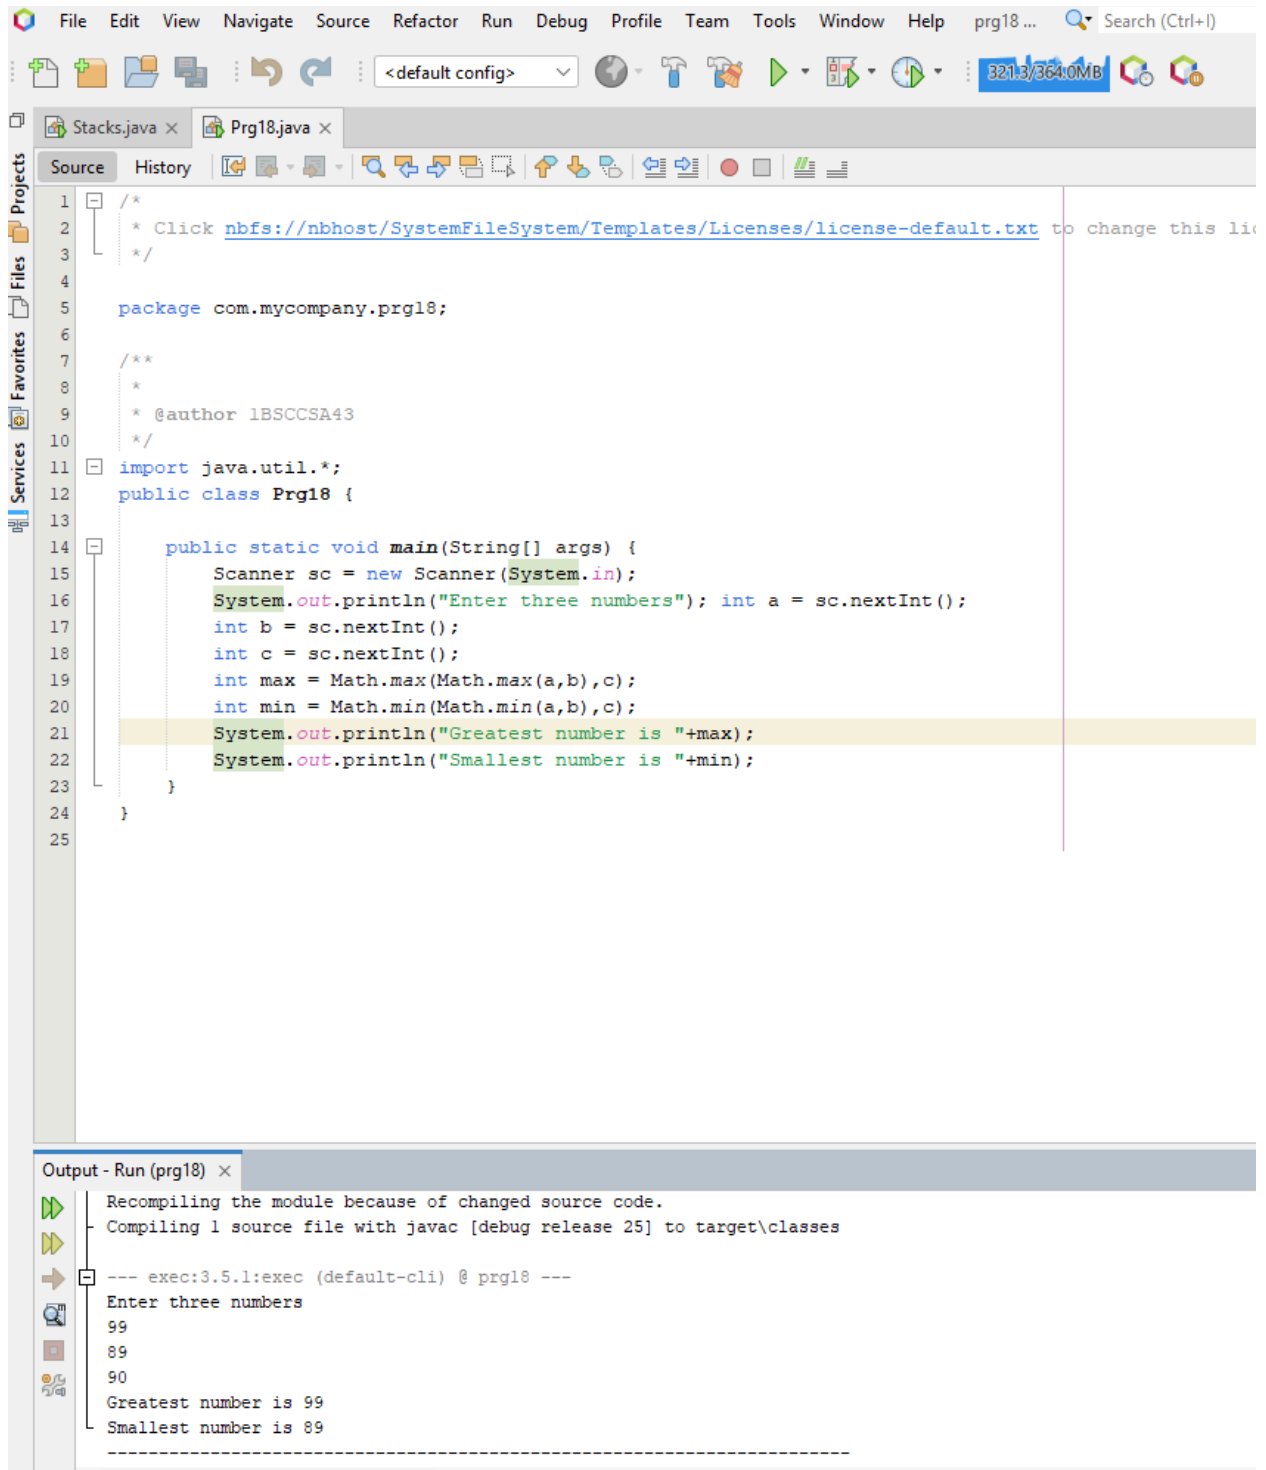 File Edit View Navigate Source Refactor Run Debug Profile Team Tools Window Help prg18 ... Search (Ctrl+I)
<default config> 321.3/364.0MB
Stacks.java Prg18.java
Source History
Projects
Files
Favorites
Services
1 /*
2 * Click nbfs://nbhost/SystemFileSystem/Templates/Licenses/license-default.txt to change this lic
3 */
4
5 package com.mycompany.prg18;
6
7 /**
8 *
9 * @author 1BSCCSA43
10 */
11 import java.util.*;
12 public class Prg18 {
13
14 public static void main(String[] args) {
15 Scanner sc = new Scanner(System.in);
16 System.out.println("Enter three numbers"); int a = sc.nextInt();
17 int b = sc.nextInt();
18 int c = sc.nextInt();
19 int max = Math.max(Math.max(a,b),c);
20 int min = Math.min(Math.min(a,b),c);
21 System.out.println("Greatest number is "+max);
22 System.out.println("Smallest number is "+min);
23 }
24 }
25
Output - Run (prg18)
Recompiling the module because of changed source code.
Compiling 1 source file with javac [debug release 25] to target\classes
--- exec:3.5.1:exec (default-cli) @ prg18 ---
Enter three numbers
99
89
90
Greatest number is 99
Smallest number is 89
------------------------------------------------------------------------